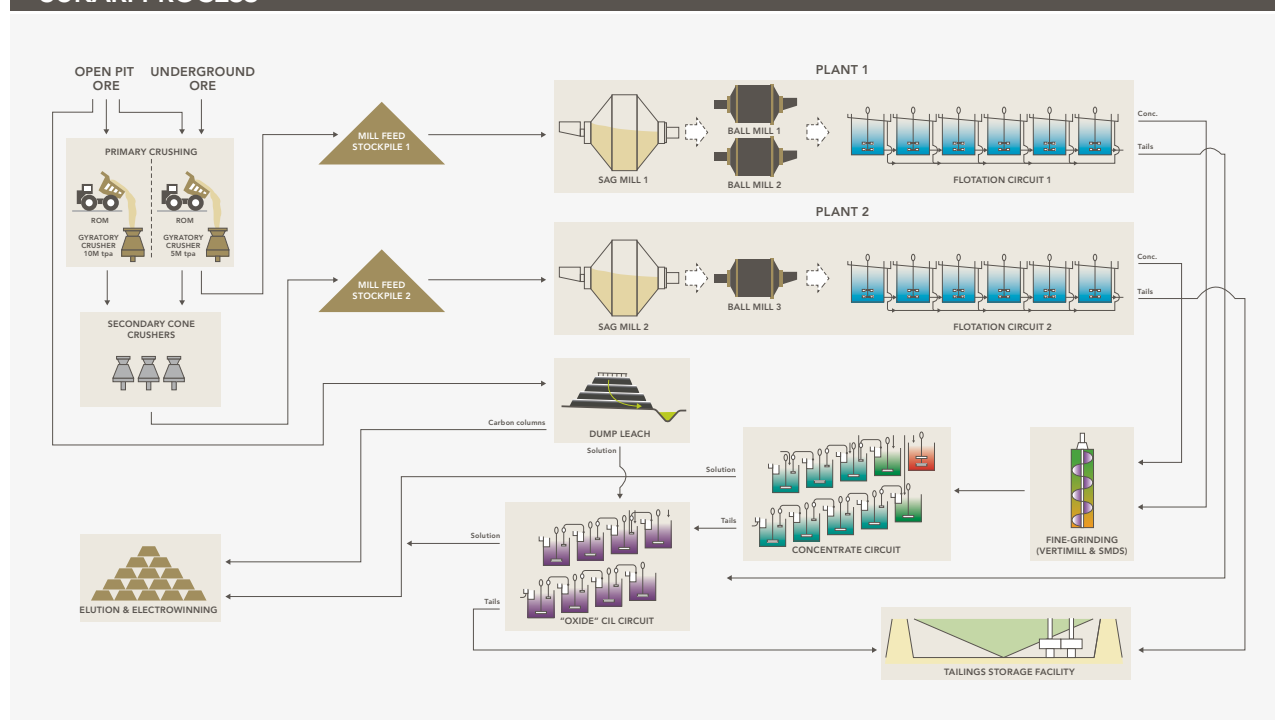 PROCESS
OPEN PIT
ORE
UNDERGROUND
ORE
PRIMARY CRUSHING
ROM
ROM
GYRATORY
CRUSHER
10M tpa
GYRATORY
CRUSHER
5M tpa
SECONDARY CONE
CRUSHERS
MILL FEED
STOCKPILE 1
MILL FEED
STOCKPILE 2
PLANT 1
SAG MILL 1
BALL MILL 1
BALL MILL 2
FLOTATION CIRCUIT 1
Conc.
Tails
PLANT 2
SAG MILL 2
BALL MILL 3
FLOTATION CIRCUIT 2
Conc.
Tails
DUMP LEACH
Carbon columns
Solution
Solution
CONCENTRATE CIRCUIT
FINE-GRINDING
(VERTIMILL & SMDS)
Tails
Solution
"OXIDE" CIL CIRCUIT
Tails
ELUTION & ELECTROWINNING
TAILINGS STORAGE FACILITY